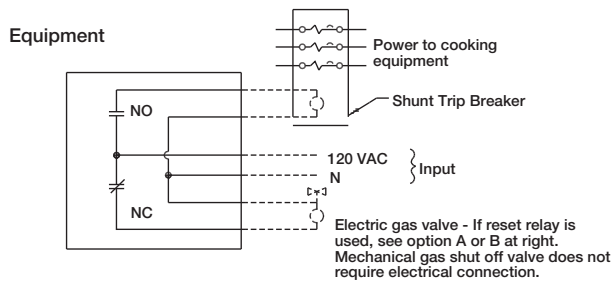 Equipment
Power to cooking
equipment
Shunt Trip Breaker
NO
120 VAC
Input
N
NC
Electric gas valve - If reset relay is
used, see option A or B at right.
Mechanical gas shut off valve does not
require electrical connection.